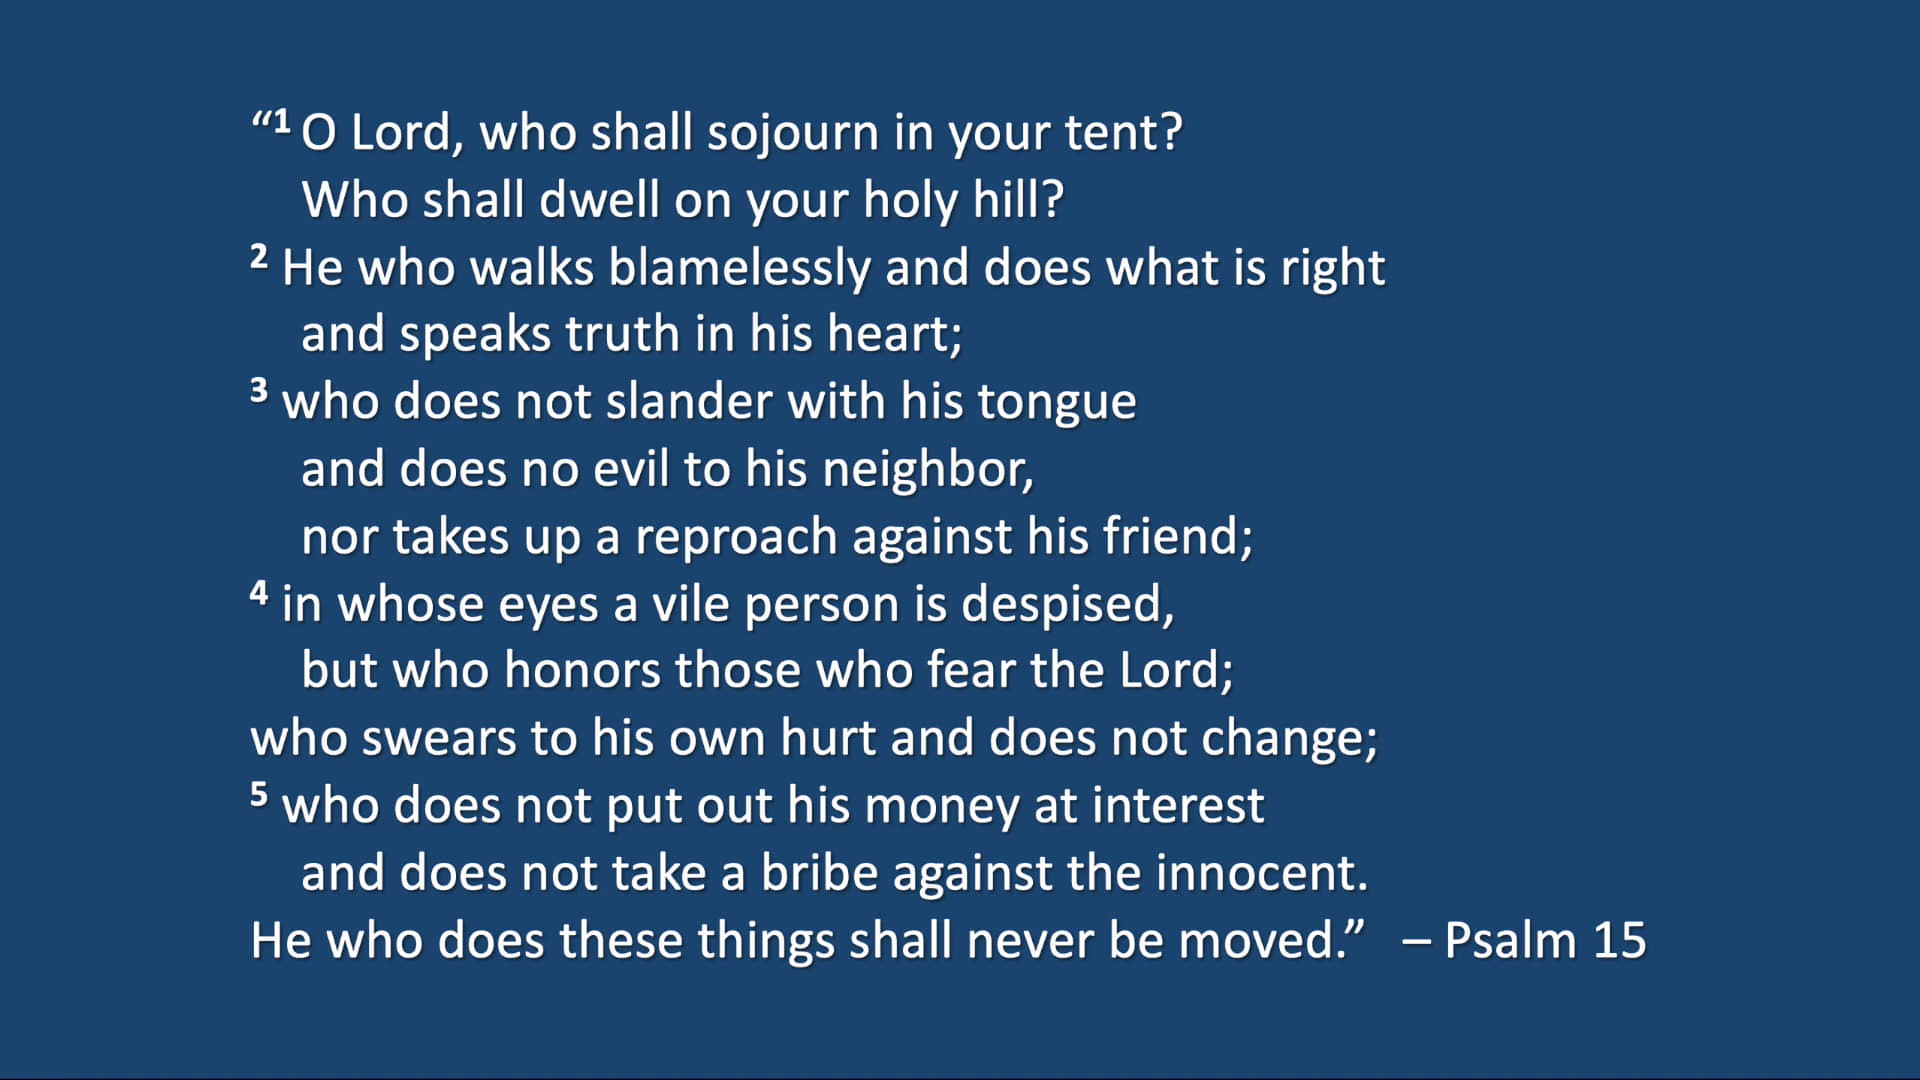 “¹ O Lord, who shall sojourn in your tent?
Who shall dwell on your holy hill?
² He who walks blamelessly and does what is right
and speaks truth in his heart;
³ who does not slander with his tongue
and does no evil to his neighbor,
nor takes up a reproach against his friend;
⁴ in whose eyes a vile person is despised,
but who honors those who fear the Lord;
who swears to his own hurt and does not change;
⁵ who does not put out his money at interest
and does not take a bribe against the innocent.
He who does these things shall never be moved.” – Psalm 15